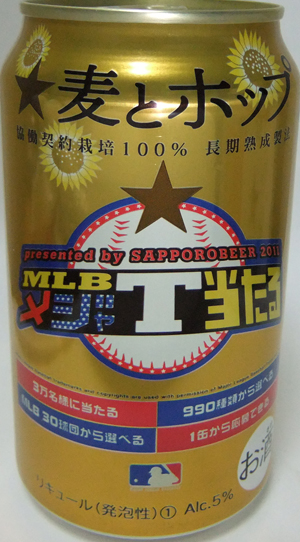 ★麦とホップ
協働契約栽培100% 長期熟成製法
presented by SAPPOROBEER 2011
MLB
メジャT当たる
3万名様に当たる
990種類から選べる
MLB 30球団から選べる
1缶から応募できる
お酒
リキュール(発泡性)① Alc.5%